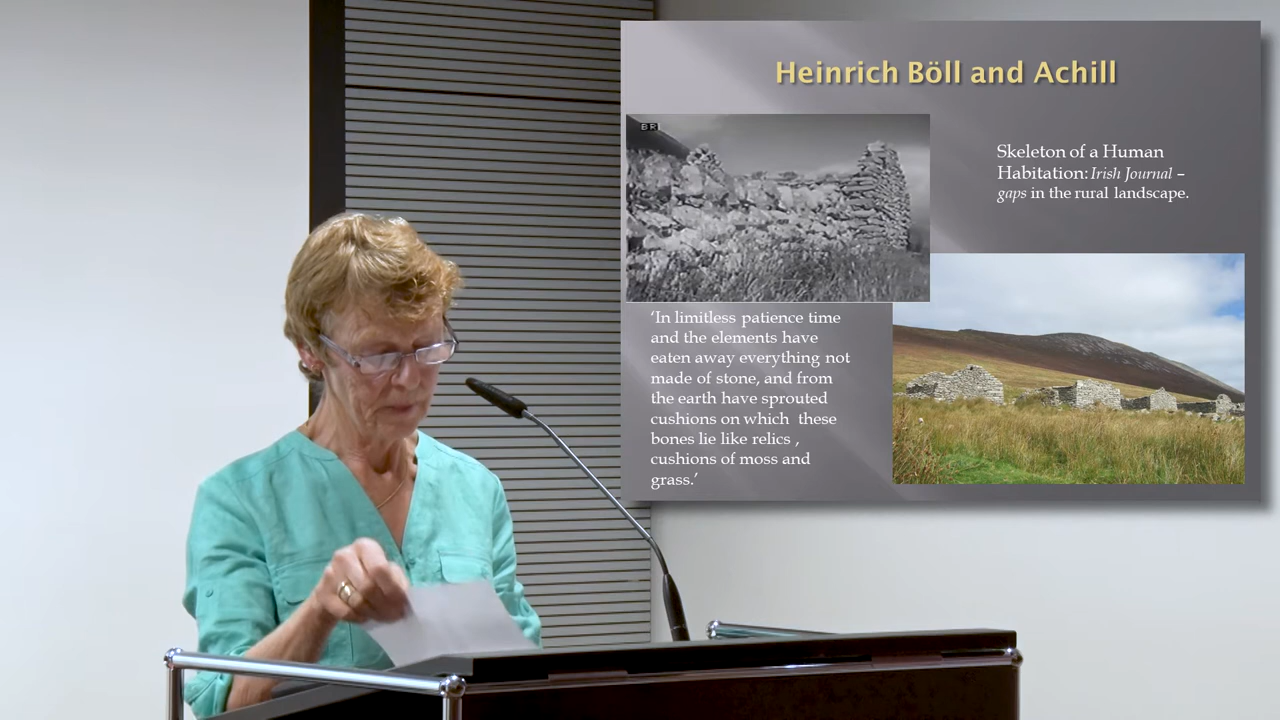 Heinrich Böll and Achill
BR
Skeleton of a Human
Habitation: Irish Journal –
gaps in the rural landscape.
‘In limitless patience time
and the elements have
eaten away everything not
made of stone, and from
the earth have sprouted
cushions on which these
bones lie like relics ,
cushions of moss and
grass.’